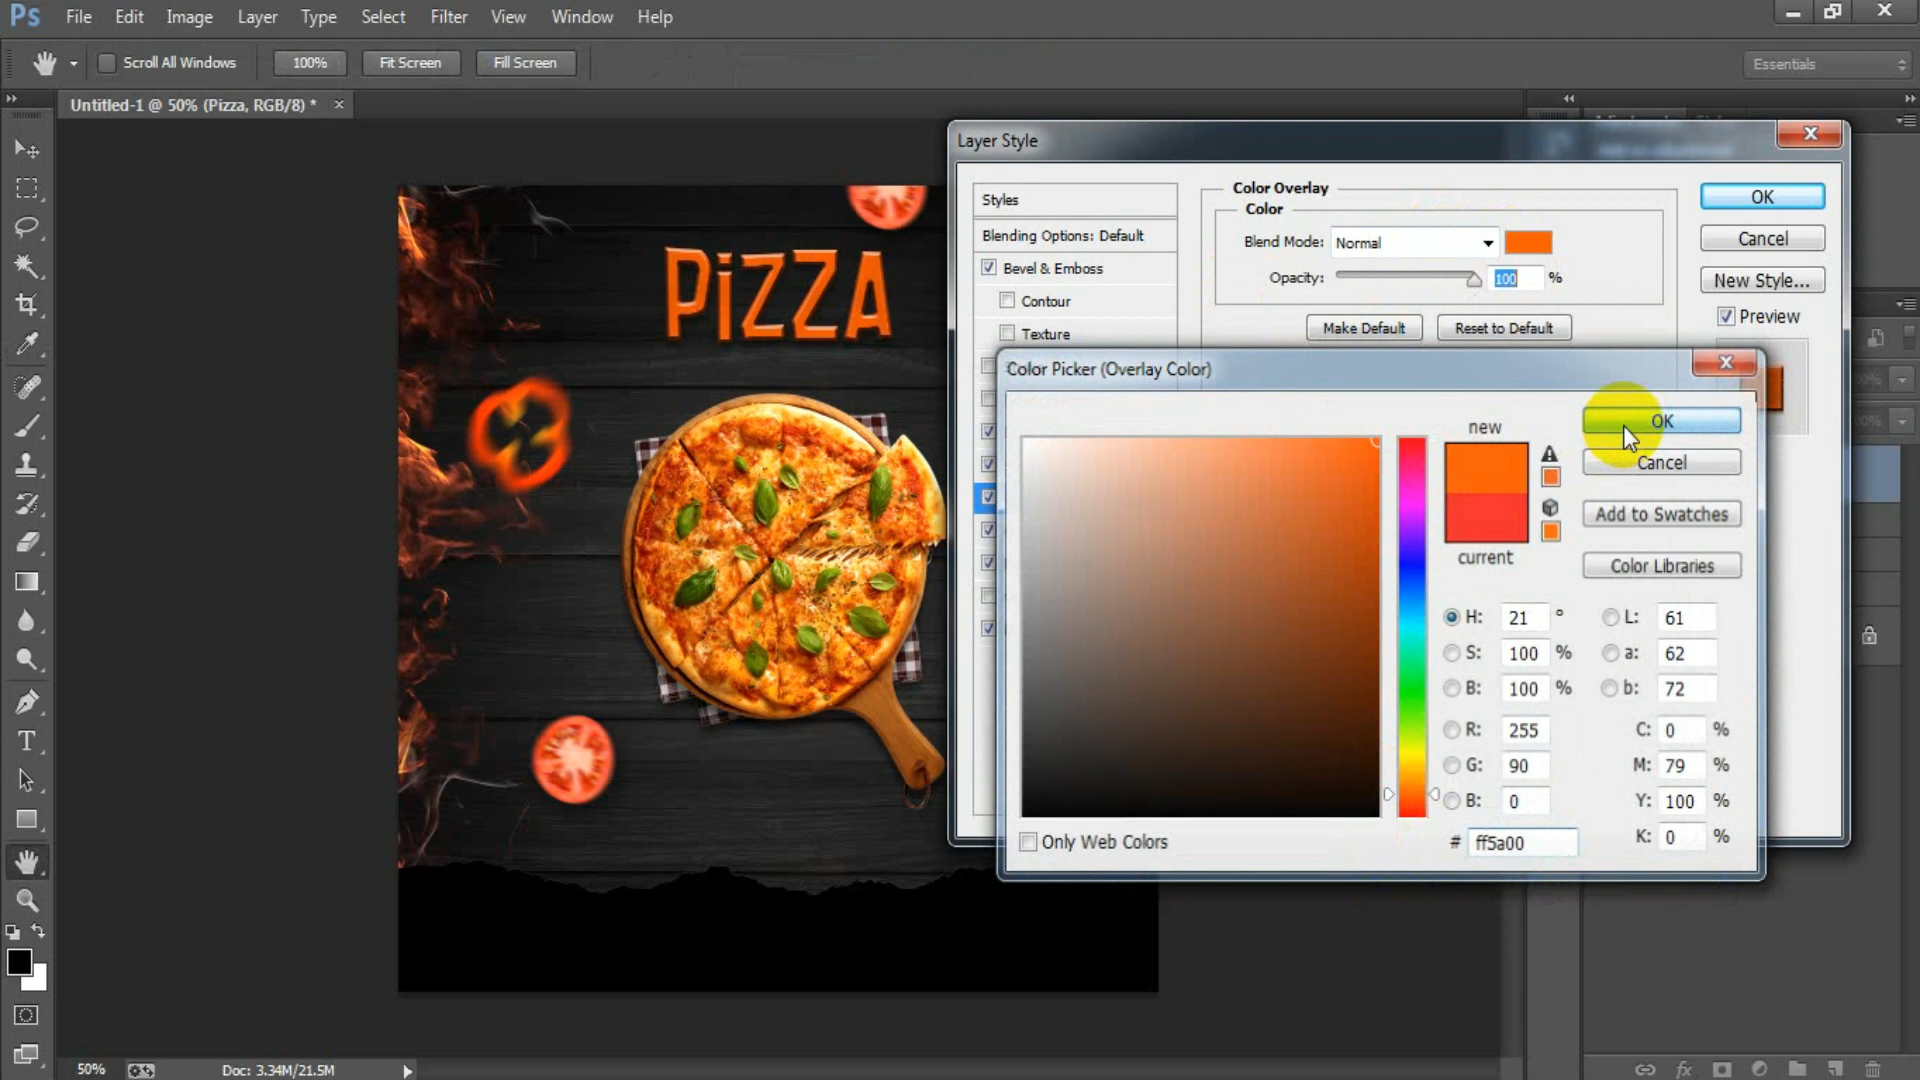 Ps File Edit Image Layer Type Select Filter View Window Help
Scroll All Windows 100% Fit Screen Fill Screen Essentials
Untitled-1 @ 50% (Pizza, RGB/8) * ×
Layer Style
Styles
Blending Options: Default
Bevel & Emboss
Contour
Texture
Color Overlay
Color
Blend Mode: Normal
Opacity: 100 %
Make Default Reset to Default
OK
Cancel
New Style...
Preview
PiZZA
Color Picker (Overlay Color)
new
current
OK
Cancel
Add to Swatches
Color Libraries
H: 21 °
S: 100 %
B: 100 %
R: 255
G: 90
B: 0
# ff5a00
L: 61
a: 62
b: 72
C: 0 %
M: 79 %
Y: 100 %
K: 0 %
Only Web Colors
T
fx
50% Doc: 3.34M/21.5M